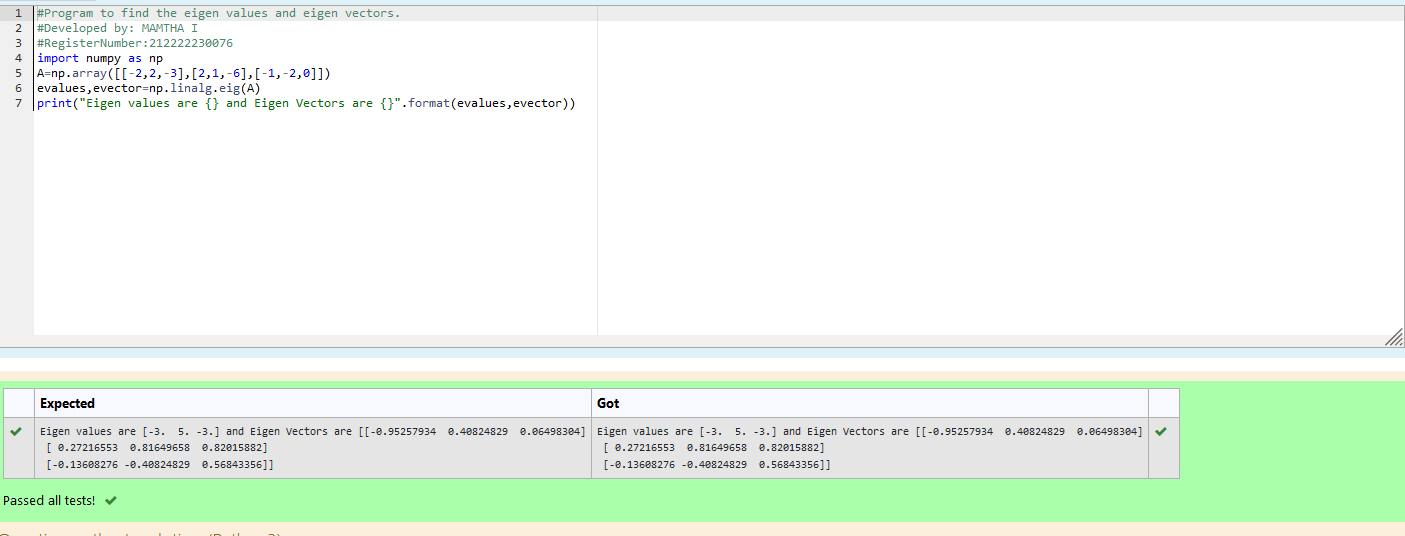 1 #Program to find the eigen values and eigen vectors.
2 #Developed by: MAMTHA I
3 #RegisterNumber:212222230076
4 import numpy as np
5 A=np.array([[-2,2,-3],[2,1,-6],[-1,-2,0]])
6 evalues,evector=np.linalg.eig(A)
7 print("Eigen values are {} and Eigen Vectors are {}".format(evalues,evector))
Expected Got
Eigen values are [-3.  5. -3.] and Eigen Vectors are [[-0.95257934  0.40824829  0.06498304] Eigen values are [-3.  5. -3.] and Eigen Vectors are [[-0.95257934  0.40824829  0.06498304]
[ 0.27216553  0.81649658  0.82015882] [ 0.27216553  0.81649658  0.82015882]
[-0.13608276 -0.40824829  0.56843356]] [-0.13608276 -0.40824829  0.56843356]]
Passed all tests!